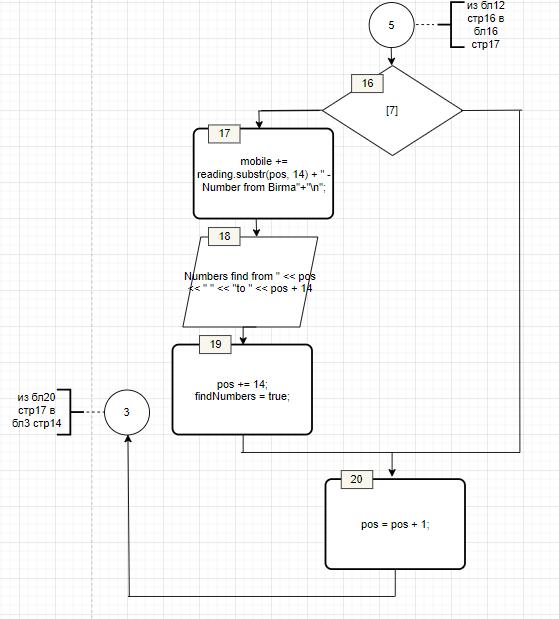 5
из бл12
стр16 в
бл16
стр17
16
[7]
17
mobile +=
reading.substr(pos, 14) + " -
Number from Birma"+"\n";
18
Numbers find from " << pos
<< " " << "to " << pos + 14
19
pos += 14;
findNumbers = true;
из бл20
стр17 в
бл3 стр14
3
20
pos = pos + 1;